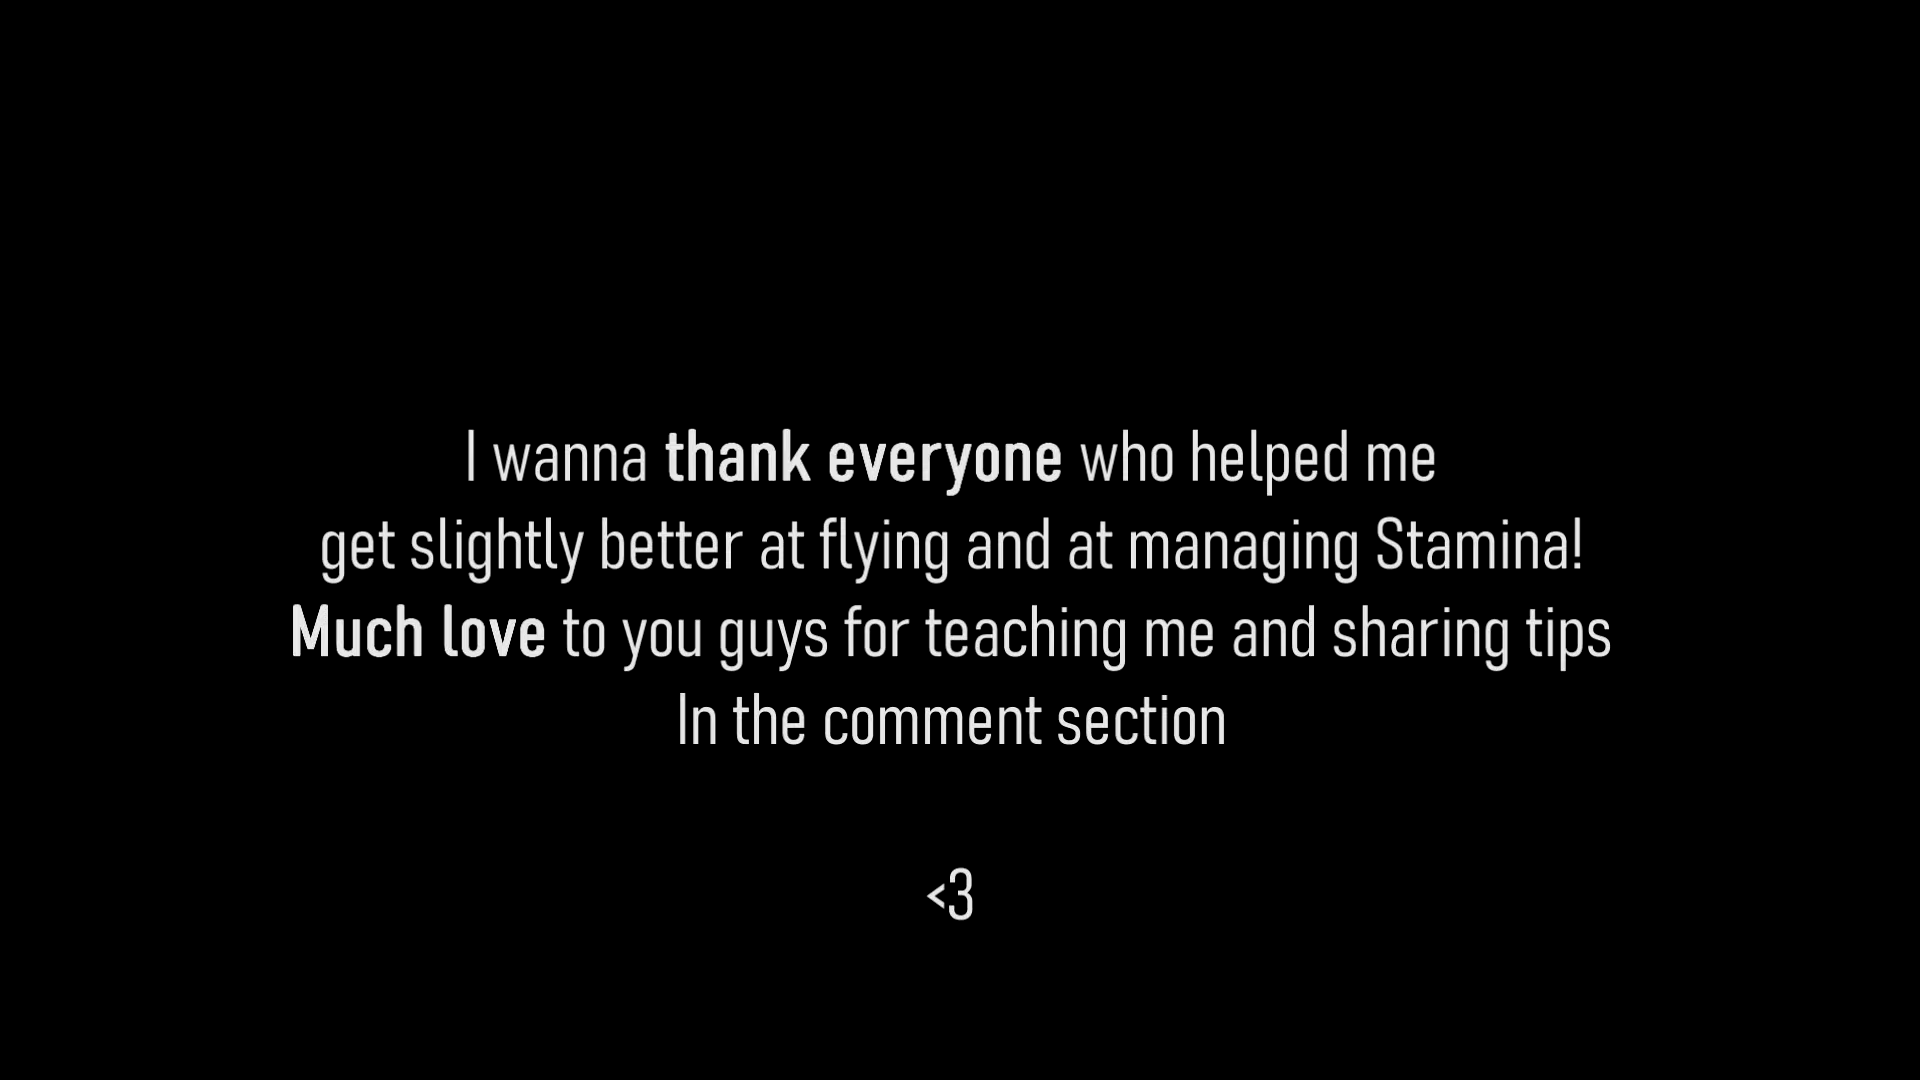 I wanna thank everyone who helped me
get slightly better at flying and at managing Stamina!
Much love to you guys for teaching me and sharing tips
In the comment section
<3